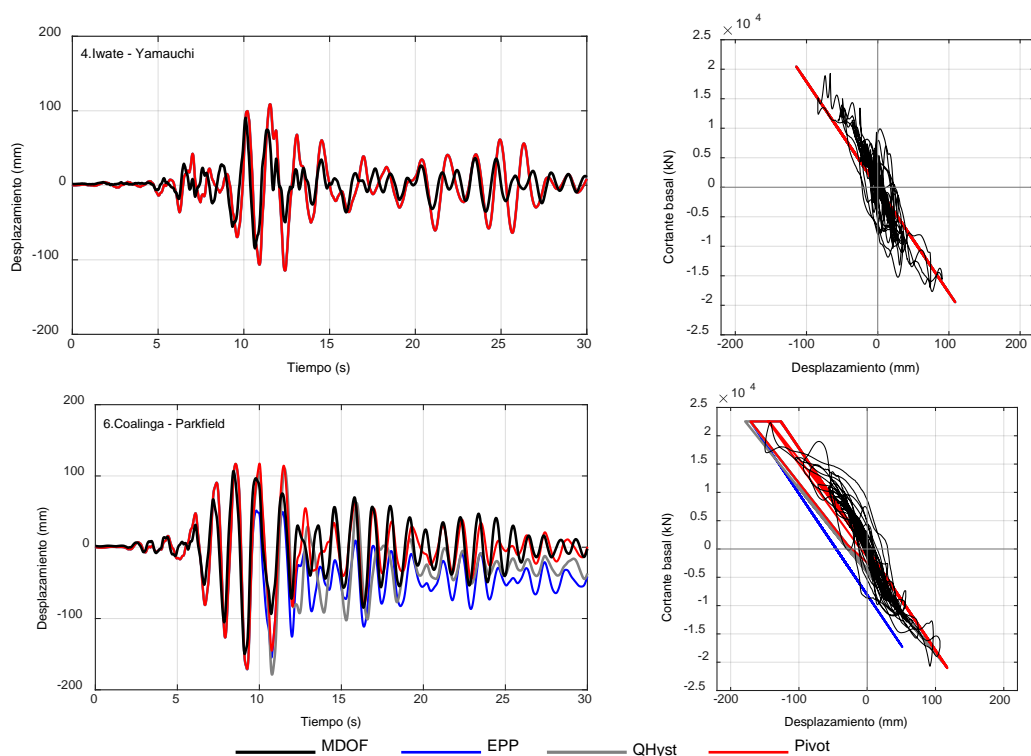 200
100
0
-100
-200
Desplazamiento (mm)
4.Iwate - Yamauchi
0 5 10 15 20 25 30
Tiempo (s)
× 10 4
2.5
2
1.5
1
0.5
0
-0.5
-1
-1.5
-2
-2.5
Cortante basal (kN)
-200 -100 0 100 200
Desplazamiento (mm)
200
100
0
-100
-200
Desplazamiento (mm)
6.Coalinga - Parkfield
0 5 10 15 20 25 30
Tiempo (s)
× 10 4
2.5
2
1.5
1
0.5
0
-0.5
-1
-1.5
-2
-2.5
Cortante basal (kN)
-200 -100 0 100 200
Desplazamiento (mm)
MDOF EPP QHyst Pivot